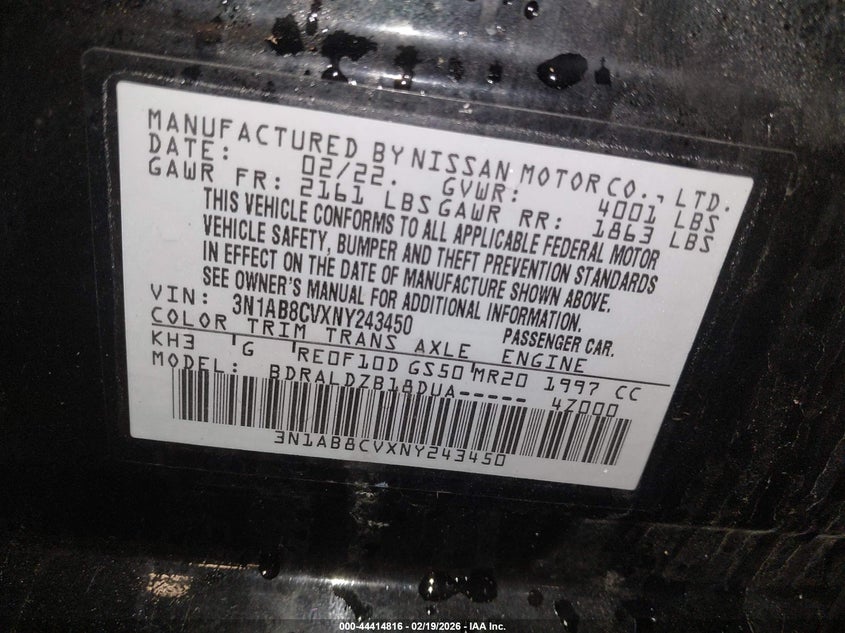 MANUFACTURED BY NISSAN MOTOR CO., LTD.
DATE: 02/22. GVWR: 4001 LBS
GAWR FR: 2161 LBS GAWR RR: 1863 LBS
THIS VEHICLE CONFORMS TO ALL APPLICABLE FEDERAL MOTOR
VEHICLE SAFETY, BUMPER AND THEFT PREVENTION STANDARDS
IN EFFECT ON THE DATE OF MANUFACTURE SHOWN ABOVE.
SEE OWNER'S MANUAL FOR ADDITIONAL INFORMATION.
VIN: 3N1AB8CVXNY243450 PASSENGER CAR.
COLOR TRIM TRANS AXLE ENGINE
KH3 G RE0F10D GS50 MR20 1997 CC
MODEL: BDRALDZB18DUA----- 4Z000
3N1AB8CVXNY243450
000-44414816 - 02/19/2026 - IAA Inc.